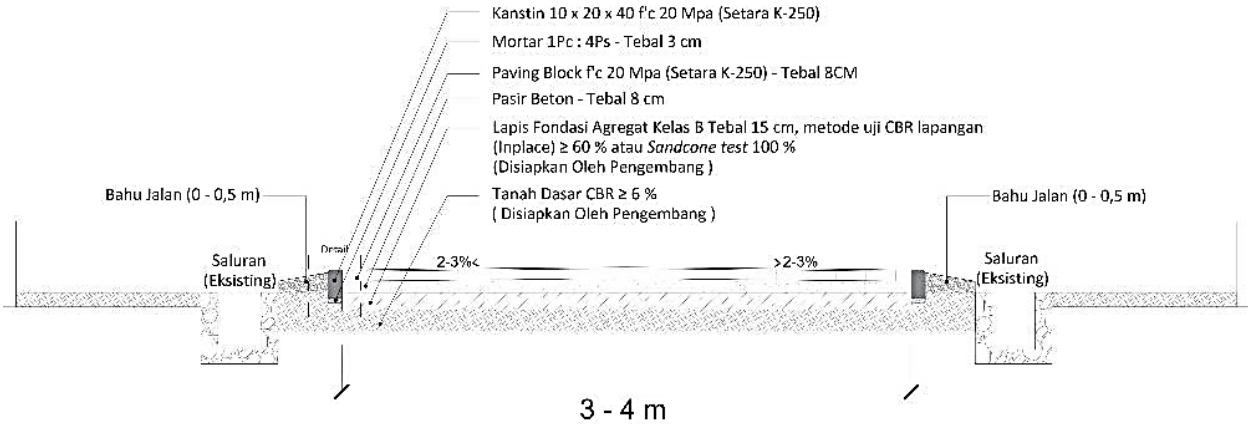 Kanstin 10 x 20 x 40 f'c 20 Mpa (Setara K-250)
Mortar 1Pc : 4Ps - Tebal 3 cm
Paving Block f'c 20 Mpa (Setara K-250) - Tebal 8CM
Pasir Beton - Tebal 8 cm
Lapis Fondasi Agregat Kelas B Tebal 15 cm, metode uji CBR lapangan
(Inplace) ≥ 60 % atau Sandcone test 100 %
(Disiapkan Oleh Pengembang )
Tanah Dasar CBR ≥ 6 %
( Disiapkan Oleh Pengembang )
Bahu Jalan (0 - 0,5 m)
Bahu Jalan (0 - 0,5 m)
Detail
Saluran
(Eksisting)
2-3%<
>2-3%
Saluran
(Eksisting)
3 - 4 m